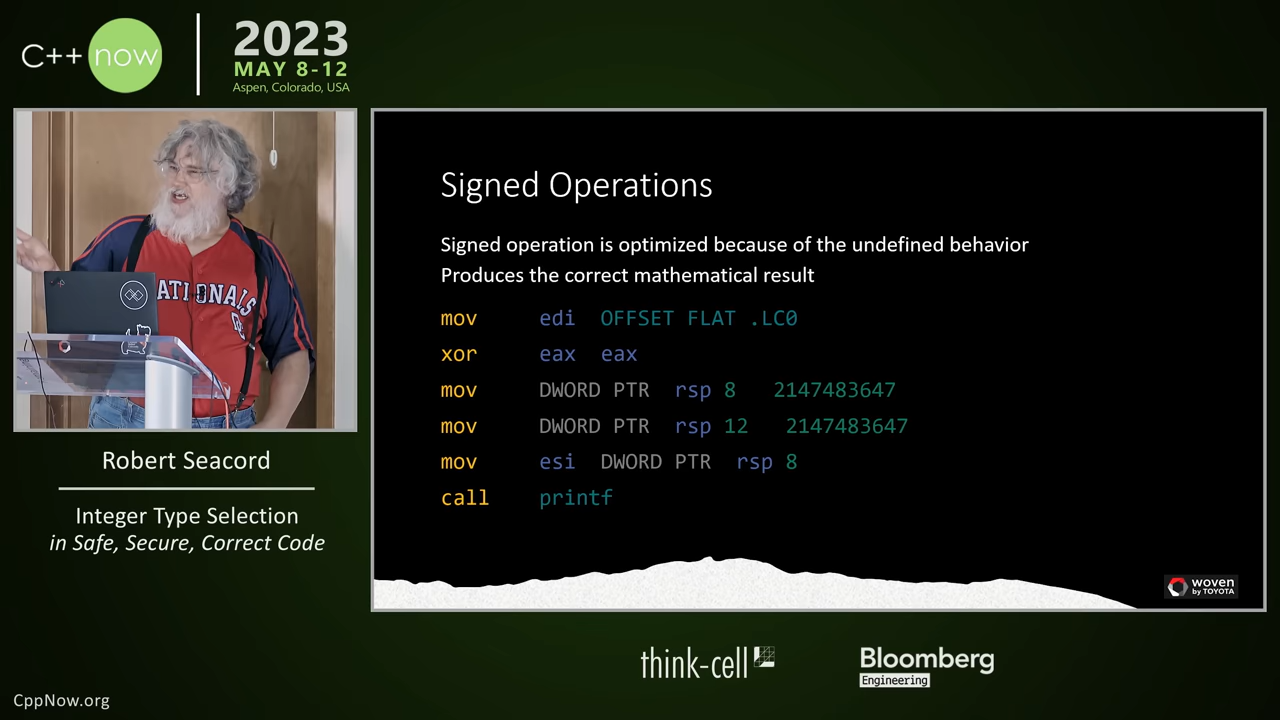 C++ now
2023
MAY 8-12
Aspen, Colorado, USA
ATIONALS
Robert Seacord
Integer Type Selection
in Safe, Secure, Correct Code
Signed Operations
Signed operation is optimized because of the undefined behavior
Produces the correct mathematical result
mov edi OFFSET FLAT .LC0
xor eax eax
mov DWORD PTR rsp 8 2147483647
mov DWORD PTR rsp 12 2147483647
mov esi DWORD PTR rsp 8
call printf
woven
by TOYOTA
think-cell
Bloomberg
Engineering
CppNow.org